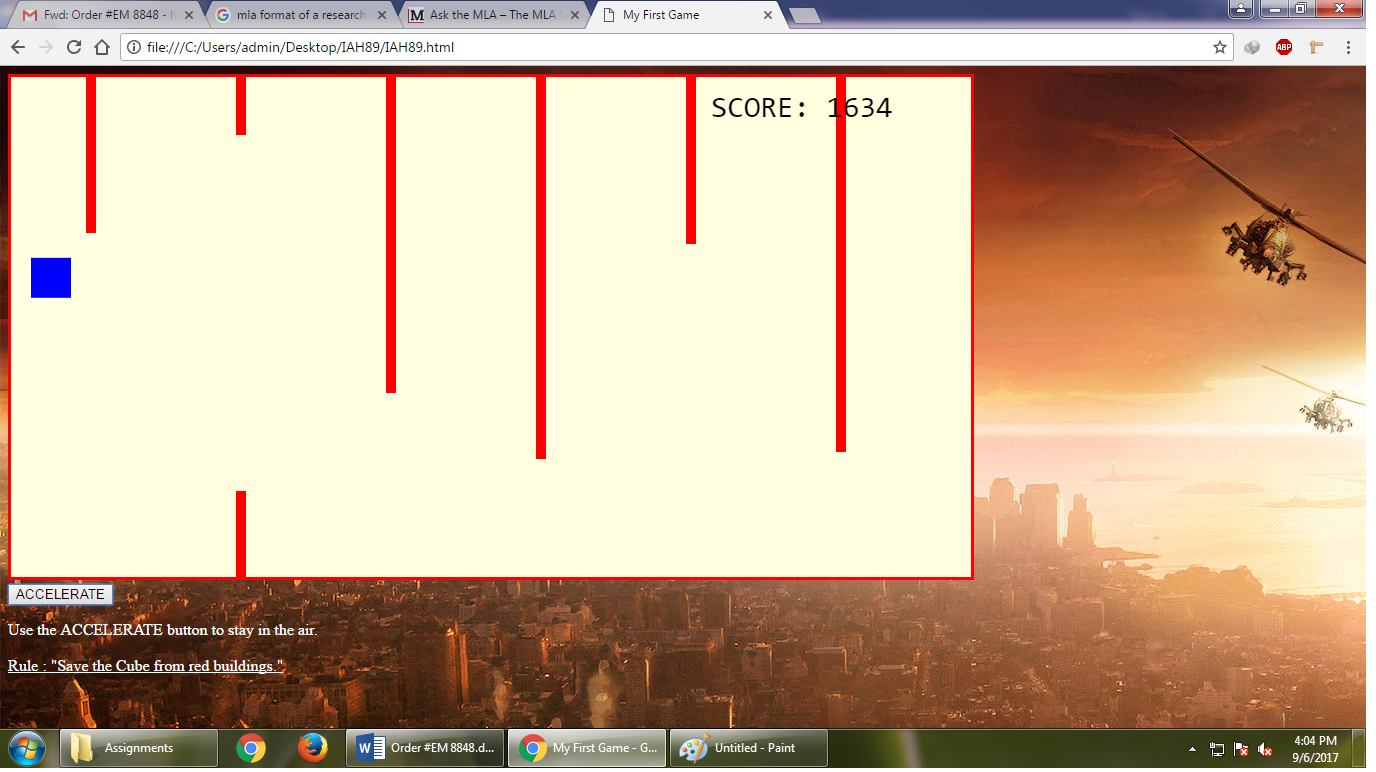 Fwd: Order #EM 8848 - h
mla format of a research
Ask the MLA – The MLA S
My First Game
file:///C:/Users/admin/Desktop/IAH89/IAH89.html
ABP
SCORE: 1634
ACCELERATE
Use the ACCELERATE button to stay in the air.
Rule : "Save the Cube from red buildings."
Assignments
Order #EM 8848.d...
My First Game - G...
Untitled - Paint
4:04 PM
9/6/2017